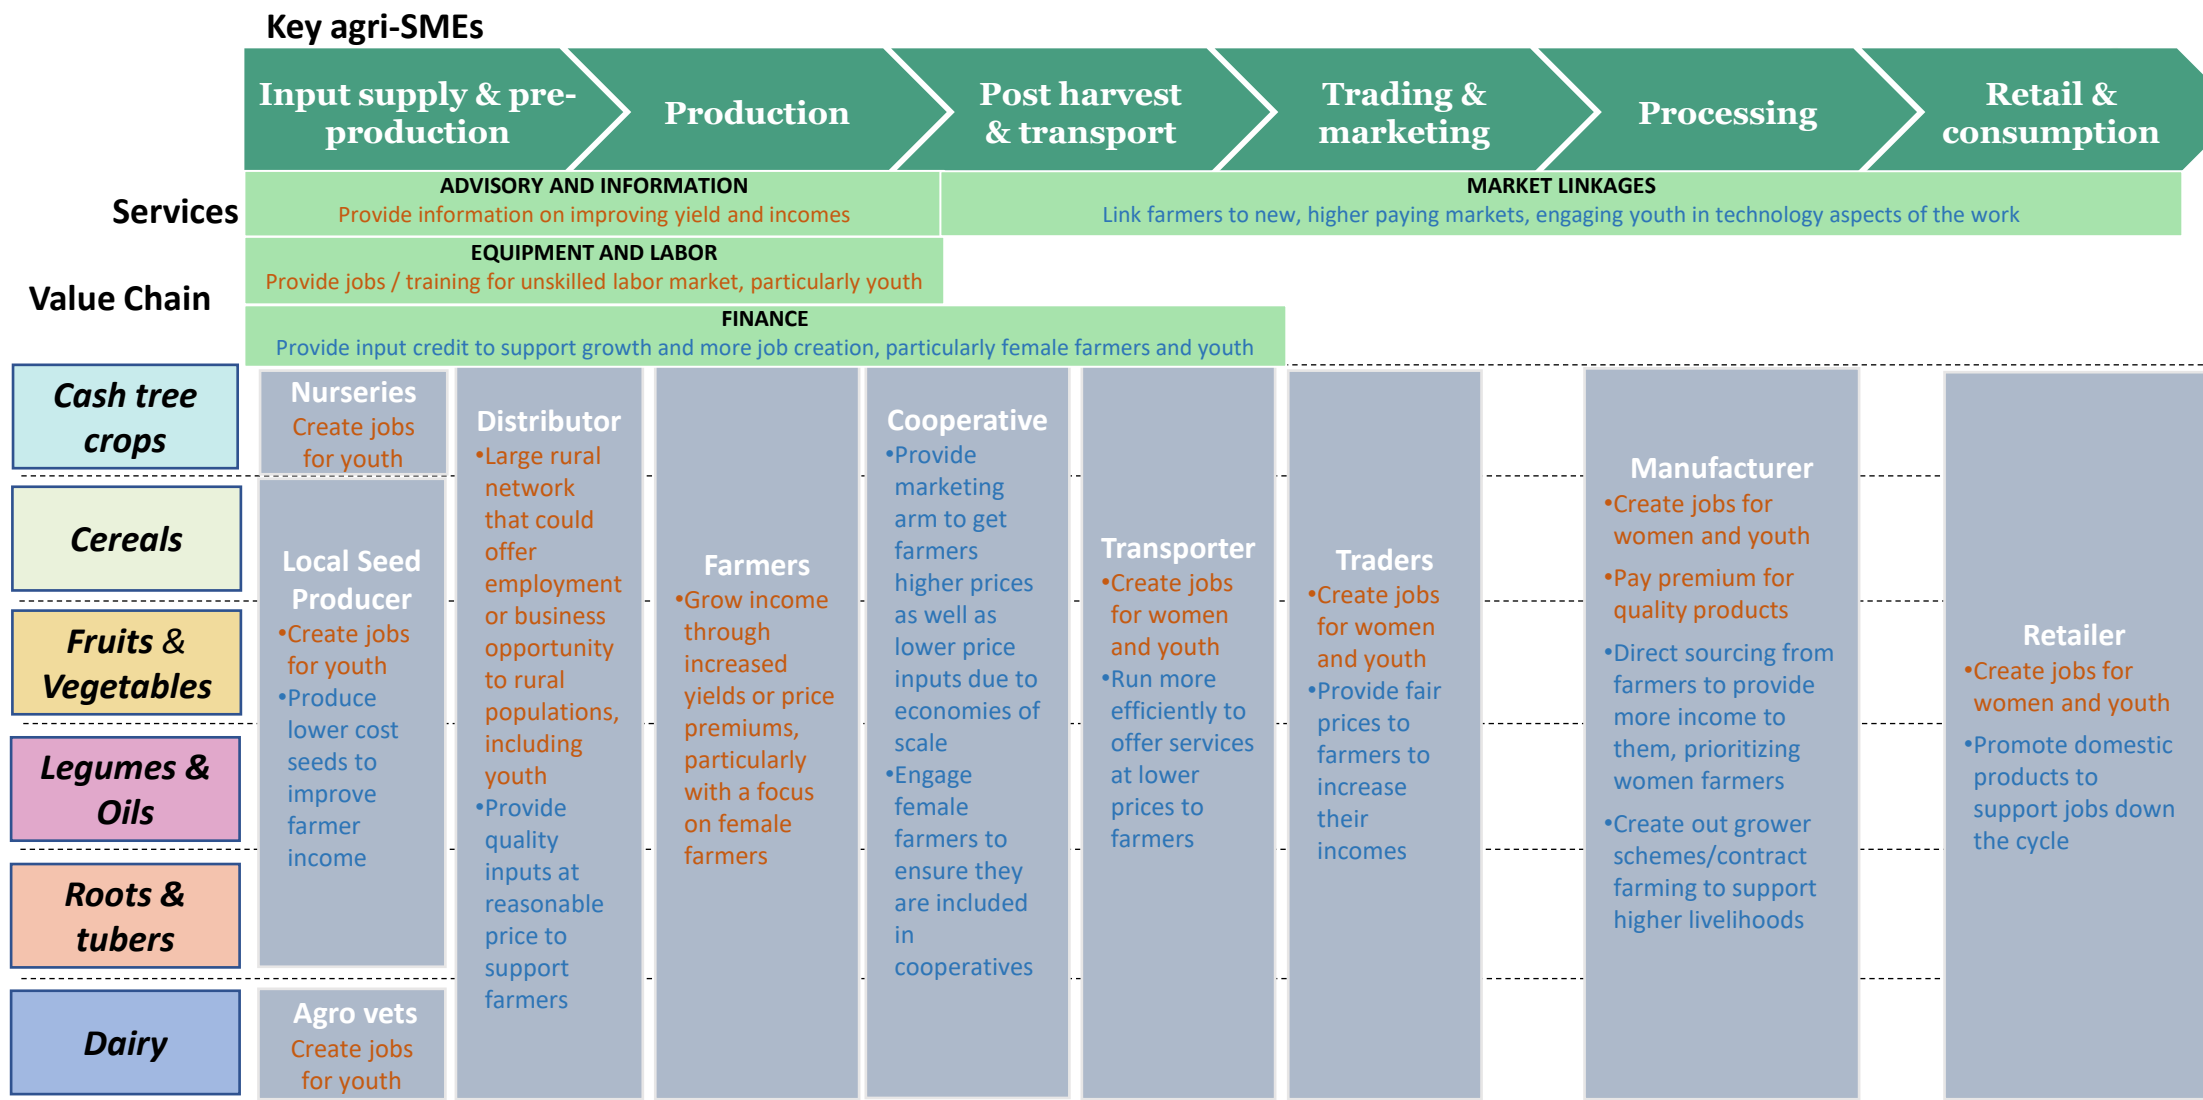 Key agri-SMEs
Input supply & pre-
production
Production
Post harvest
& transport
Trading &
marketing
Processing
Retail &
consumption
Services
ADVISORY AND INFORMATION
Provide information on improving yield and incomes
MARKET LINKAGES
Link farmers to new, higher paying markets, engaging youth in technology aspects of the work
EQUIPMENT AND LABOR
Provide jobs / training for unskilled labor market, particularly youth
Value Chain
FINANCE
Provide input credit to support growth and more job creation, particularly female farmers and youth
Cash tree
crops
Cereals
Fruits &
Vegetables
Legumes &
Oils
Roots &
tubers
Dairy
Nurseries
Create jobs
for youth
Local Seed
Producer
•Create jobs
for youth
•Produce
lower cost
seeds to
improve
farmer
income
Agro vets
Create jobs
for youth
Distributor
•Large rural
network
that could
offer
employment
or business
opportunity
to rural
populations,
including
youth
•Provide
quality
inputs at
reasonable
price to
support
farmers
Farmers
•Grow income
through
increased
yields or price
premiums,
particularly
with a focus
on female
farmers
Cooperative
•Provide
marketing
arm to get
farmers
higher prices
as well as
lower price
inputs due to
economies of
scale
•Engage
female
farmers to
ensure they
are included
in
cooperatives
Transporter
•Create jobs
for women
and youth
•Run more
efficiently to
offer services
at lower
prices to
farmers
Traders
•Create jobs
for women
and youth
•Provide fair
prices to
farmers to
increase
their
incomes
Manufacturer
•Create jobs for
women and youth
•Pay premium for
quality products
•Direct sourcing from
farmers to provide
more income to
them, prioritizing
women farmers
•Create out grower
schemes/contract
farming to support
higher livelihoods
Retailer
•Create jobs for
women and youth
•Promote domestic
products to
support jobs down
the cycle